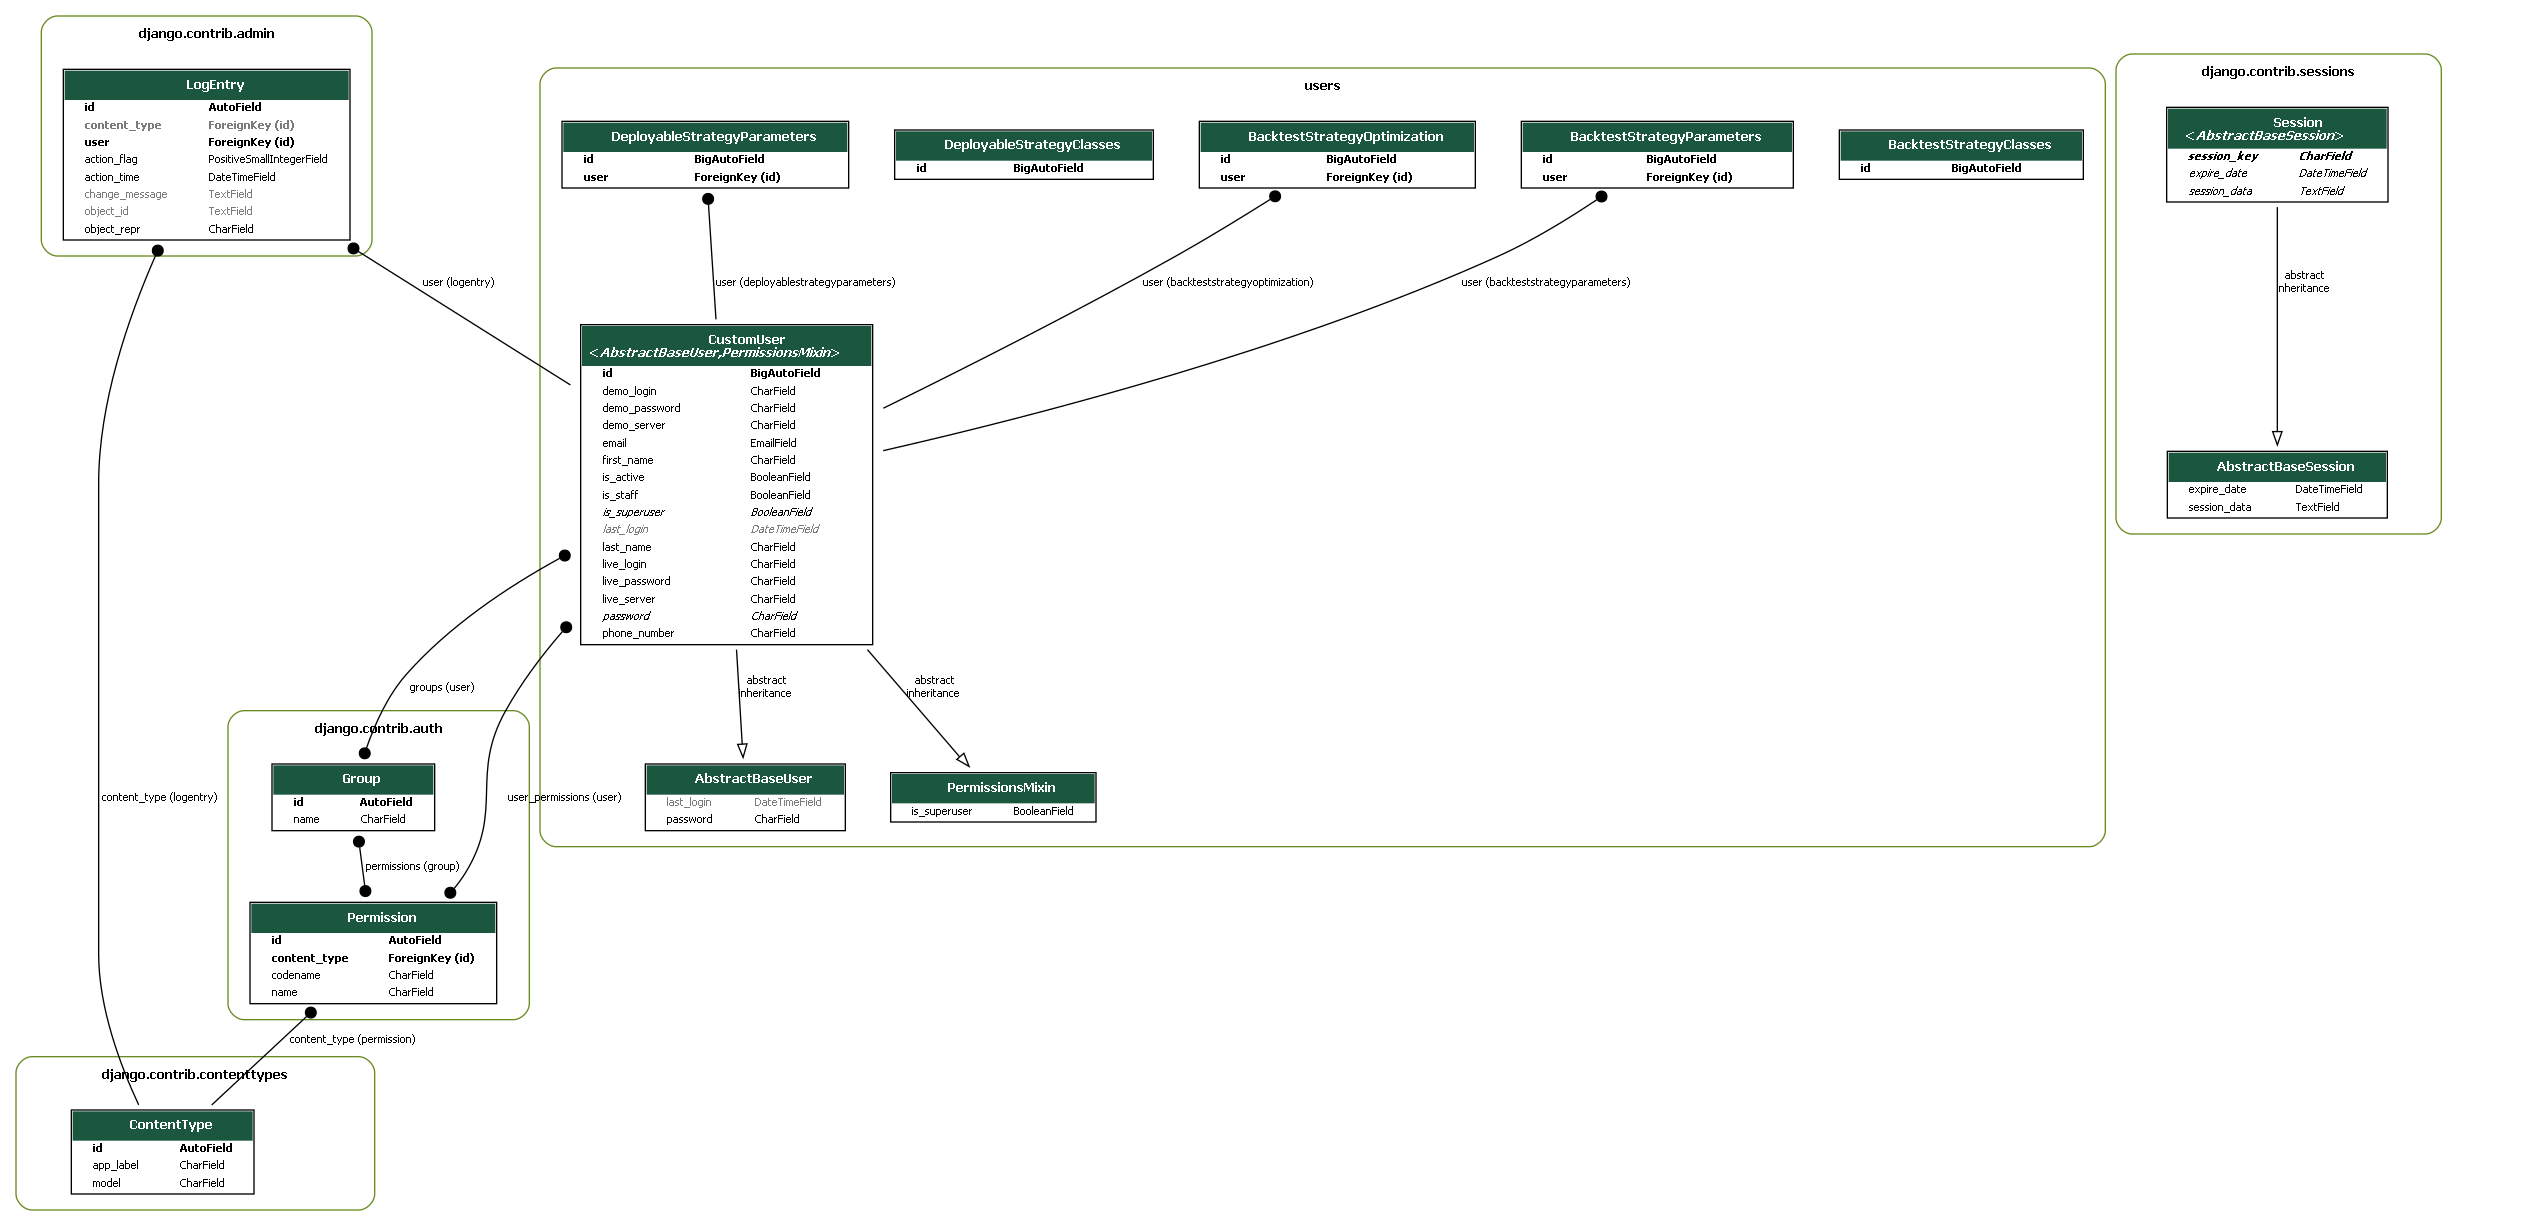 django.contrib.admin
LogEntry
id AutoField
content_type ForeignKey (id)
user ForeignKey (id)
action_flag PositiveSmallIntegerField
action_time DateTimeField
change_message TextField
object_id TextField
object_repr CharField
users
DeployableStrategyParameters
id BigAutoField
user ForeignKey (id)
DeployableStrategyClasses
id BigAutoField
BacktestStrategyOptimization
id BigAutoField
user ForeignKey (id)
BacktestStrategyParameters
id BigAutoField
user ForeignKey (id)
BacktestStrategyClasses
id BigAutoField
django.contrib.sessions
Session
<AbstractBaseSession>
session_key CharField
expire_date DateTimeField
session_data TextField
user (logentry)
user (deployablestrategyparameters)
user (backteststrategyoptimization)
user (backteststrategyparameters)
abstract
inheritance
CustomUser
<AbstractBaseUser,PermissionsMixin>
id BigAutoField
demo_login CharField
demo_password CharField
demo_server CharField
email EmailField
first_name CharField
is_active BooleanField
is_staff BooleanField
is_superuser BooleanField
last_login DateTimeField
last_name CharField
live_login CharField
live_password CharField
live_server CharField
password CharField
phone_number CharField
AbstractBaseSession
expire_date DateTimeField
session_data TextField
groups (user)
abstract
inheritance
abstract
inheritance
django.contrib.auth
Group
id AutoField
name CharField
content_type (logentry)
user_permissions (user)
AbstractBaseUser
last_login DateTimeField
password CharField
PermissionsMixin
is_superuser BooleanField
permissions (group)
Permission
id AutoField
content_type ForeignKey (id)
codename CharField
name CharField
content_type (permission)
django.contrib.contenttypes
ContentType
id AutoField
app_label CharField
model CharField